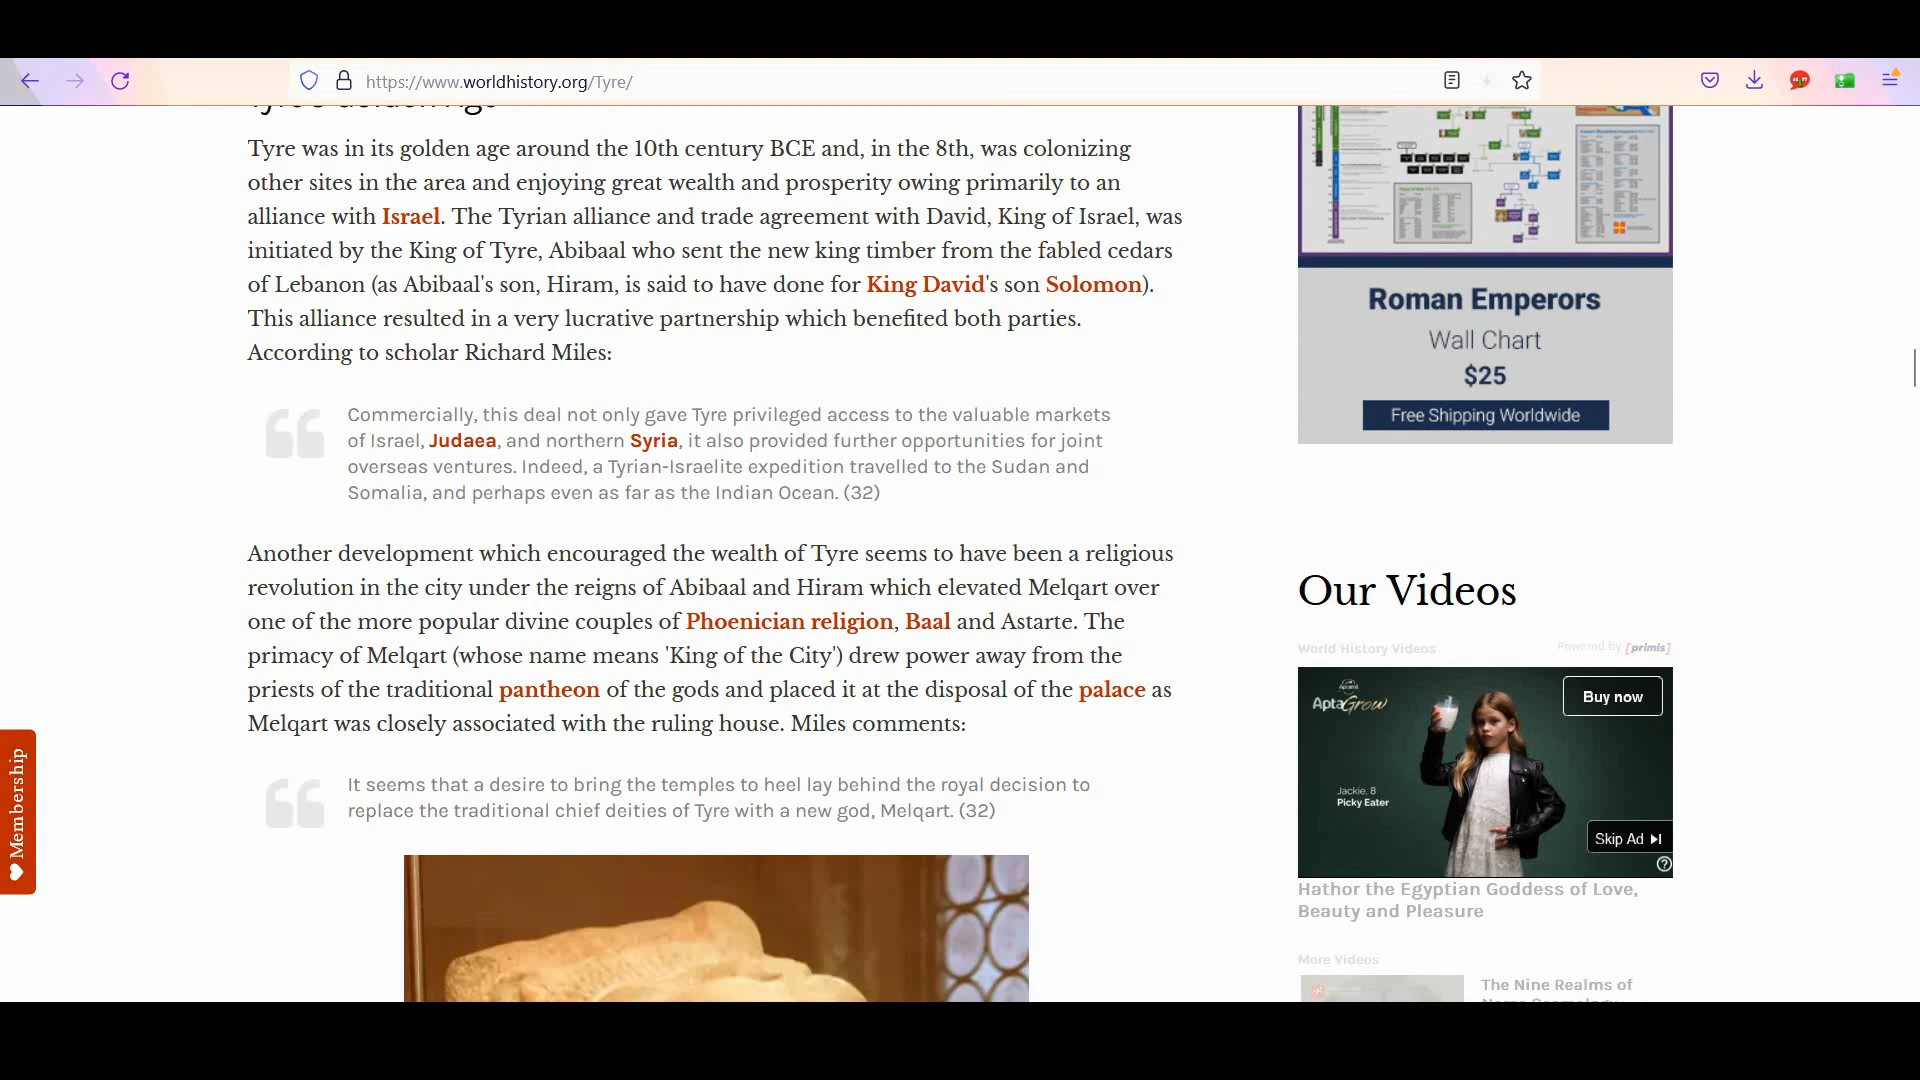 https://www.worldhistory.org/Tyre/
Tyre's Golden Age
Tyre was in its golden age around the 10th century BCE and, in the 8th, was colonizing
other sites in the area and enjoying great wealth and prosperity owing primarily to an
alliance with Israel. The Tyrian alliance and trade agreement with David, King of Israel, was
initiated by the King of Tyre, Abibaal who sent the new king timber from the fabled cedars
of Lebanon (as Abibaal's son, Hiram, is said to have done for King David's son Solomon).
This alliance resulted in a very lucrative partnership which benefited both parties.
According to scholar Richard Miles:
Commercially, this deal not only gave Tyre privileged access to the valuable markets
of Israel, Judaea, and northern Syria, it also provided further opportunities for joint
overseas ventures. Indeed, a Tyrian-Israelite expedition travelled to the Sudan and
Somalia, and perhaps even as far as the Indian Ocean. (32)
Another development which encouraged the wealth of Tyre seems to have been a religious
revolution in the city under the reigns of Abibaal and Hiram which elevated Melqart over
one of the more popular divine couples of Phoenician religion, Baal and Astarte. The
primacy of Melqart (whose name means 'King of the City') drew power away from the
priests of the traditional pantheon of the gods and placed it at the disposal of the palace as
Melqart was closely associated with the ruling house. Miles comments:
It seems that a desire to bring the temples to heel lay behind the royal decision to
replace the traditional chief deities of Tyre with a new god, Melqart. (32)
Membership
Roman Emperors
Wall Chart
$25
Free Shipping Worldwide
Our Videos
World History Videos
Powered by [primis]
Aptamil
AptaGrow
Buy now
Jackie, 8
Picky Eater
Skip Ad
Hathor the Egyptian Goddess of Love,
Beauty and Pleasure
More Videos
The Nine Realms of
Norse Cosmology